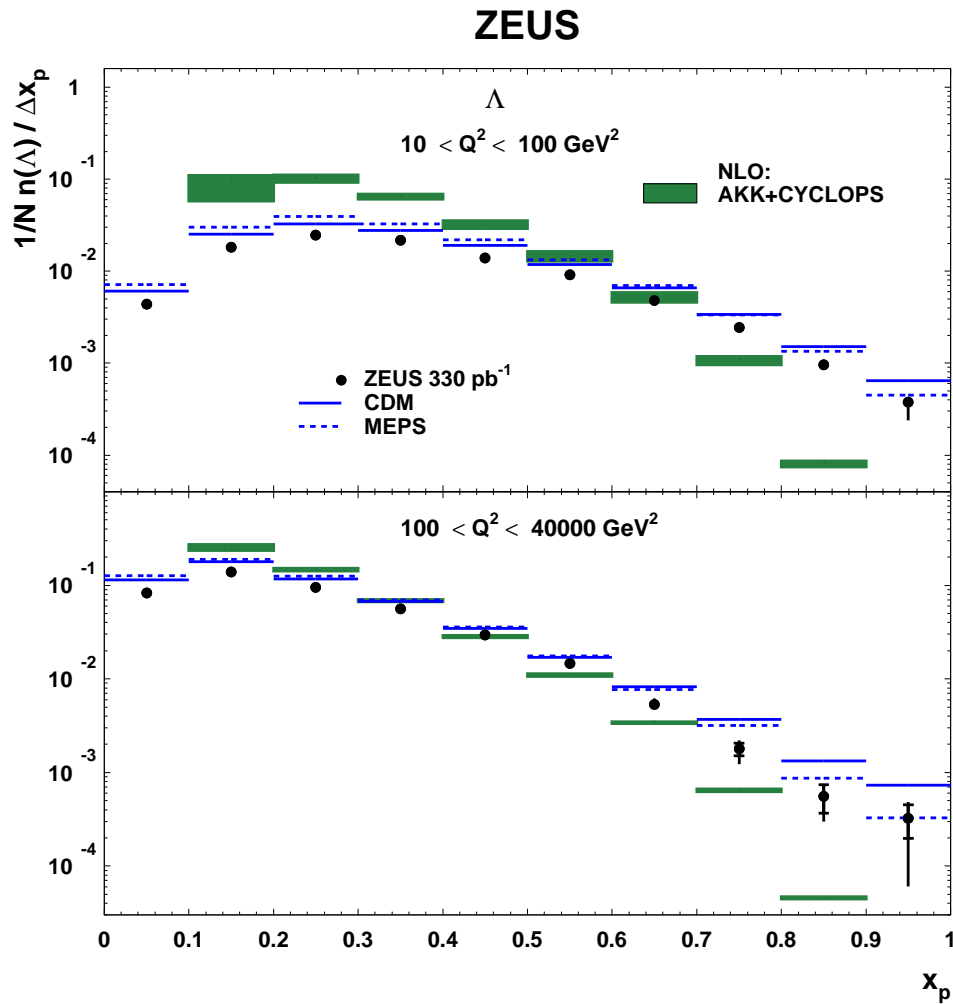 ZEUS
1/N n(Λ) / Δx_p
Λ
10 < Q² < 100 GeV²
NLO:
AKK+CYCLOPS
1
10⁻¹
10⁻²
10⁻³
10⁻⁴
ZEUS 330 pb⁻¹
CDM
MEPS
100 < Q² < 40000 GeV²
10⁻¹
10⁻²
10⁻³
10⁻⁴
0 0.1 0.2 0.3 0.4 0.5 0.6 0.7 0.8 0.9 1
x_p